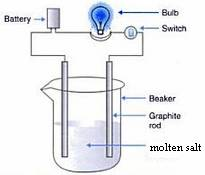 Bulb
Battery
Switch
Beaker
Graphite
rod
molten salt